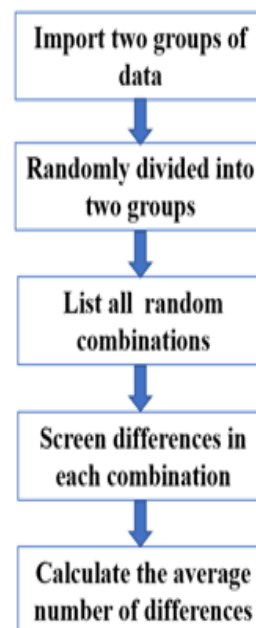 Import two groups of
data
Randomly divided into
two groups
List all random
combinations
Screen differences in
each combination
Calculate the average
number of differences